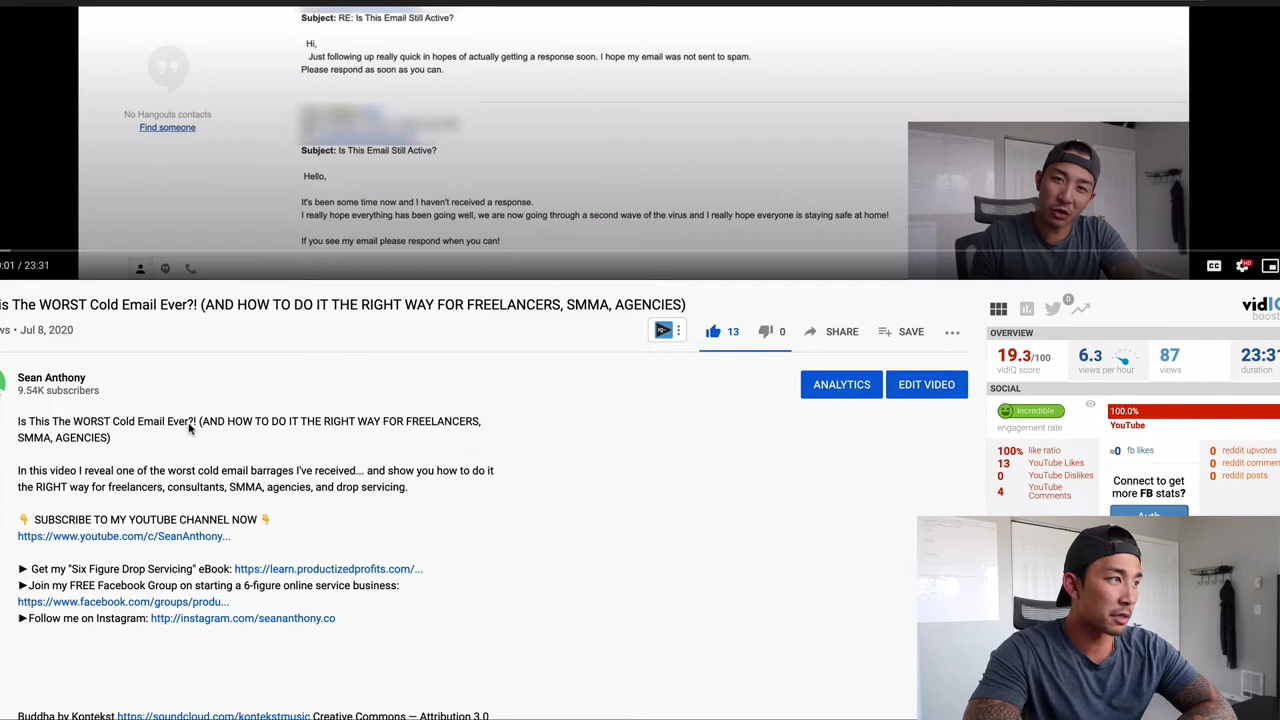 Subject: RE: Is This Email Still Active?
Hi,
Just following up really quick in hopes of actually getting a response soon. I hope my email was not sent to spam.
Please respond as soon as you can.
No Hangouts contacts
Find someone
Subject: Is This Email Still Active?
Hello,
It's been some time now and I haven't received a response.
I really hope everything has been going well, we are now going through a second wave of the virus and I really hope everyone is staying safe at home!
If you see my email please respond when you can!
:01 / 23:31
CC
HD
is The WORST Cold Email Ever?! (AND HOW TO DO IT THE RIGHT WAY FOR FREELANCERS, SMMA, AGENCIES)
ws • Jul 8, 2020
IQ
13
0
SHARE
SAVE
Sean Anthony
9.54K subscribers
ANALYTICS
EDIT VIDEO
Is This The WORST Cold Email Ever?! (AND HOW TO DO IT THE RIGHT WAY FOR FREELANCERS,
SMMA, AGENCIES)
In this video I reveal one of the worst cold email barrages I've received... and show you how to do it
the RIGHT way for freelancers, consultants, SMMA, agencies, and drop servicing.
👇 SUBSCRIBE TO MY YOUTUBE CHANNEL NOW 👇
https://www.youtube.com/c/SeanAnthony...
►Get my "Six Figure Drop Servicing" eBook: https://learn.productizedprofits.com/...
►Join my FREE Facebook Group on starting a 6-figure online service business:
https://www.facebook.com/groups/produ...
►Follow me on Instagram: http://instagram.com/seananthony.co
Buddha by Kontekst https://soundcloud.com/kontekstmusic Creative Commons — Attribution 3.0
0
vidIQ
boost
OVERVIEW
19.3/100
vidIQ score
6.3
views per hour
87
views
23:31
duration
SOCIAL
Incredible
engagement rate
100.0%
YouTube
100% like ratio
13 YouTube Likes
0 YouTube Dislikes
4 YouTube Comments
≈0 fb likes
Connect to get
more FB stats?
Auth
0 reddit upvotes
0 reddit comme
0 reddit posts